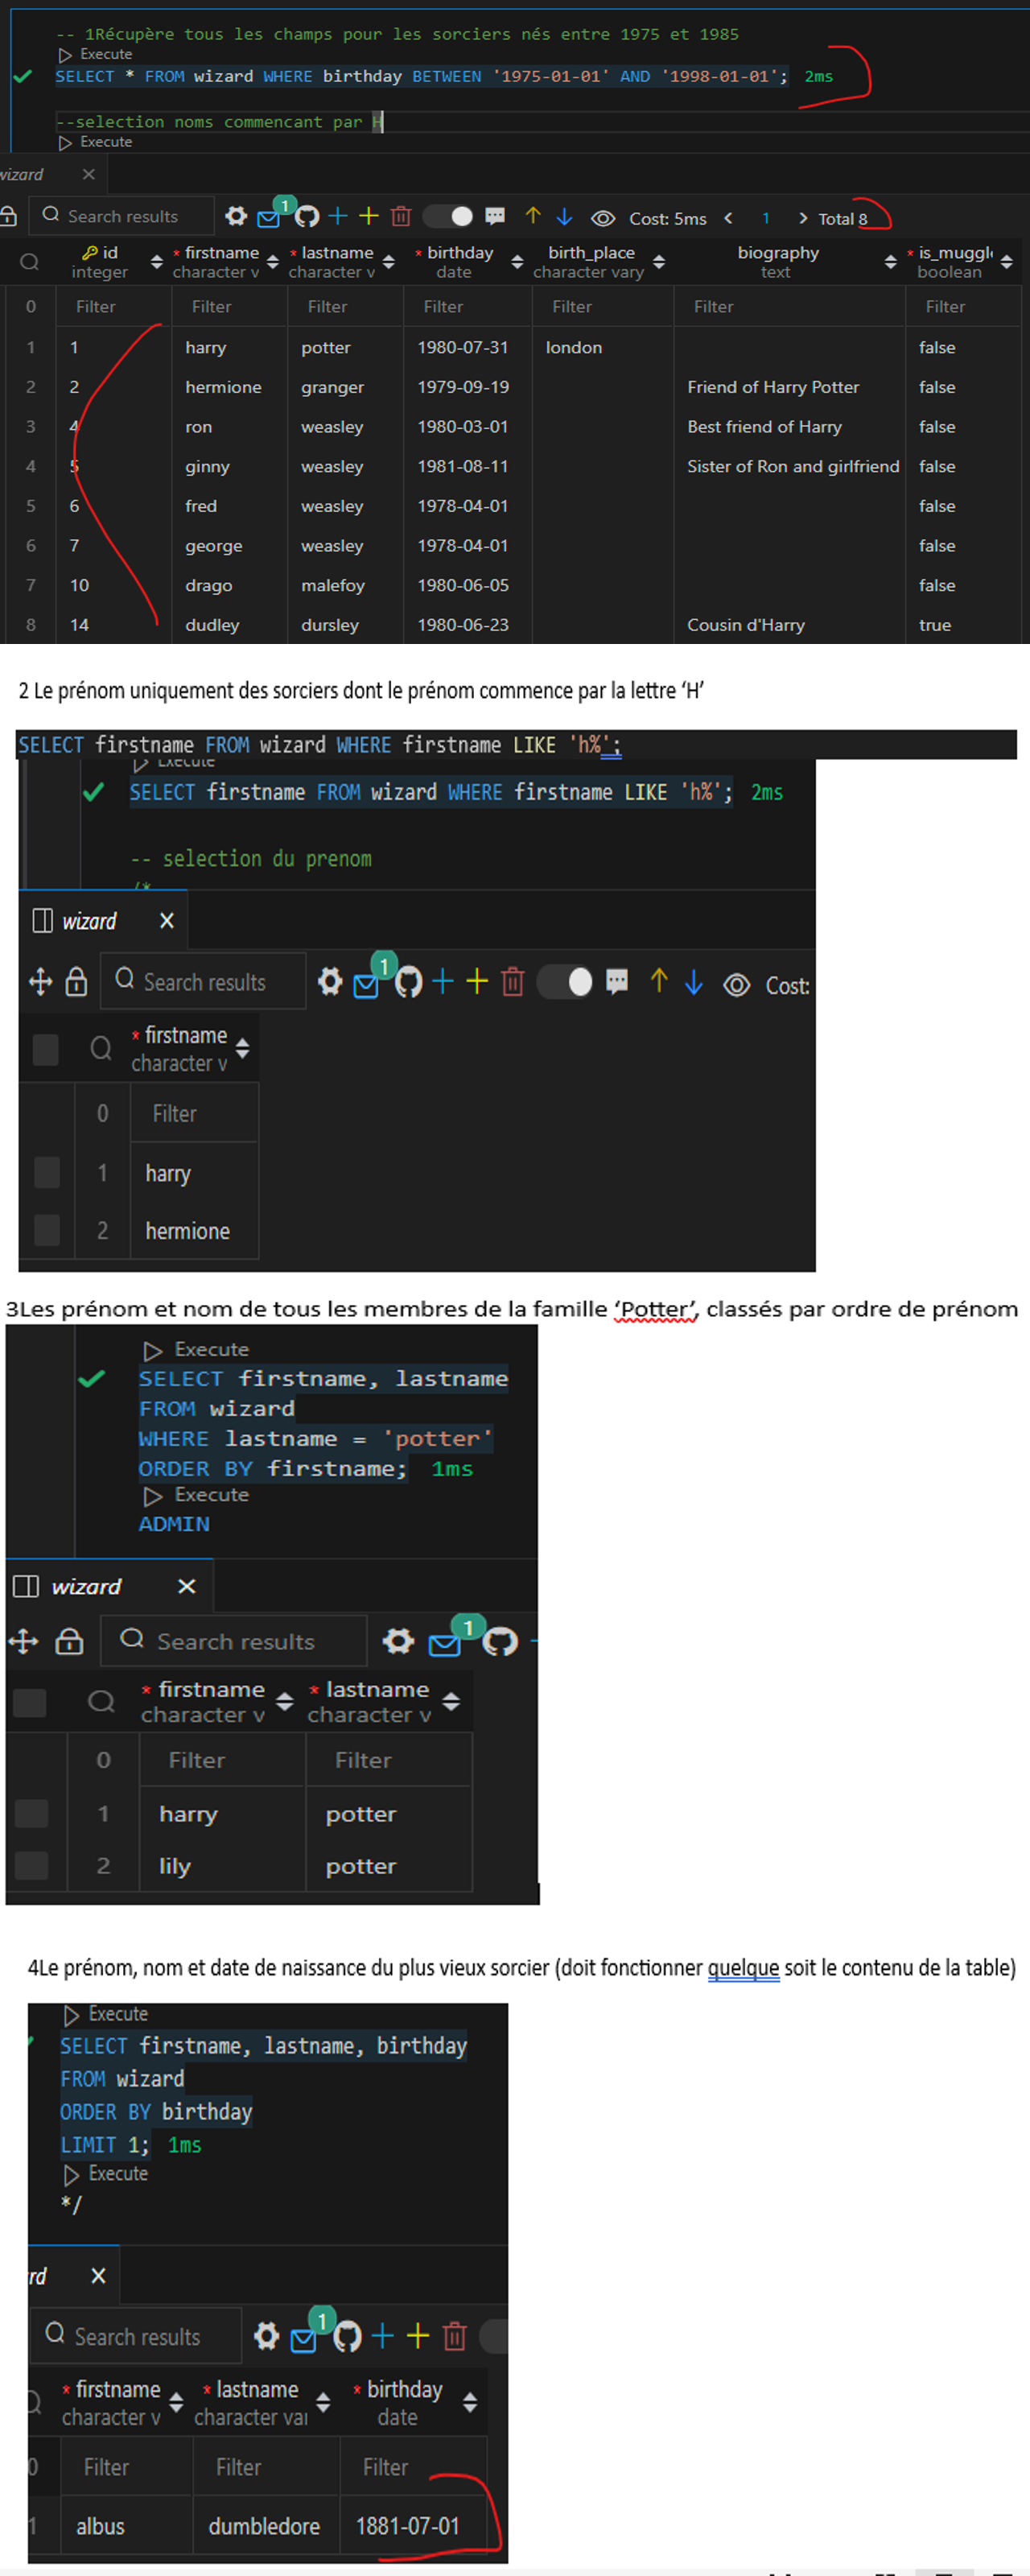 -- 1Récupère tous les champs pour les sorciers nés entre 1975 et 1985
Execute
SELECT * FROM wizard WHERE birthday BETWEEN '1975-01-01' AND '1998-01-01'; 2ms
--selection noms commencant par H
Execute
wizard
Search results 1 Cost: 5ms < 1 > Total 8
id * firstname * lastname * birthday birth_place biography * is_muggl
integer character v character v date character vary text boolean
0 Filter Filter Filter Filter Filter Filter Filter
1 1 harry potter 1980-07-31 london false
2 2 hermione granger 1979-09-19 Friend of Harry Potter false
3 4 ron weasley 1980-03-01 Best friend of Harry false
4 5 ginny weasley 1981-08-11 Sister of Ron and girlfriend false
5 6 fred weasley 1978-04-01 false
6 7 george weasley 1978-04-01 false
7 10 drago malefoy 1980-06-05 false
8 14 dudley dursley 1980-06-23 Cousin d'Harry true
2 Le prénom uniquement des sorciers dont le prénom commence par la lettre ‘H’
SELECT firstname FROM wizard WHERE firstname LIKE 'h%';
Execute
SELECT firstname FROM wizard WHERE firstname LIKE 'h%'; 2ms
-- selection du prenom
/*
wizard
Search results 1 Cost:
* firstname
character v
0 Filter
1 harry
2 hermione
3Les prénom et nom de tous les membres de la famille ‘Potter’, classés par ordre de prénom
Execute
SELECT firstname, lastname
FROM wizard
WHERE lastname = 'potter'
ORDER BY firstname; 1ms
Execute
ADMIN
wizard
Search results 1
* firstname * lastname
character v character v
0 Filter Filter
1 harry potter
2 lily potter
4Le prénom, nom et date de naissance du plus vieux sorcier (doit fonctionner quelque soit le contenu de la table)
Execute
SELECT firstname, lastname, birthday
FROM wizard
ORDER BY birthday
LIMIT 1; 1ms
Execute
*/
rd
Search results 1
* firstname * lastname * birthday
character v character vai date
0 Filter Filter Filter
1 albus dumbledore 1881-07-01